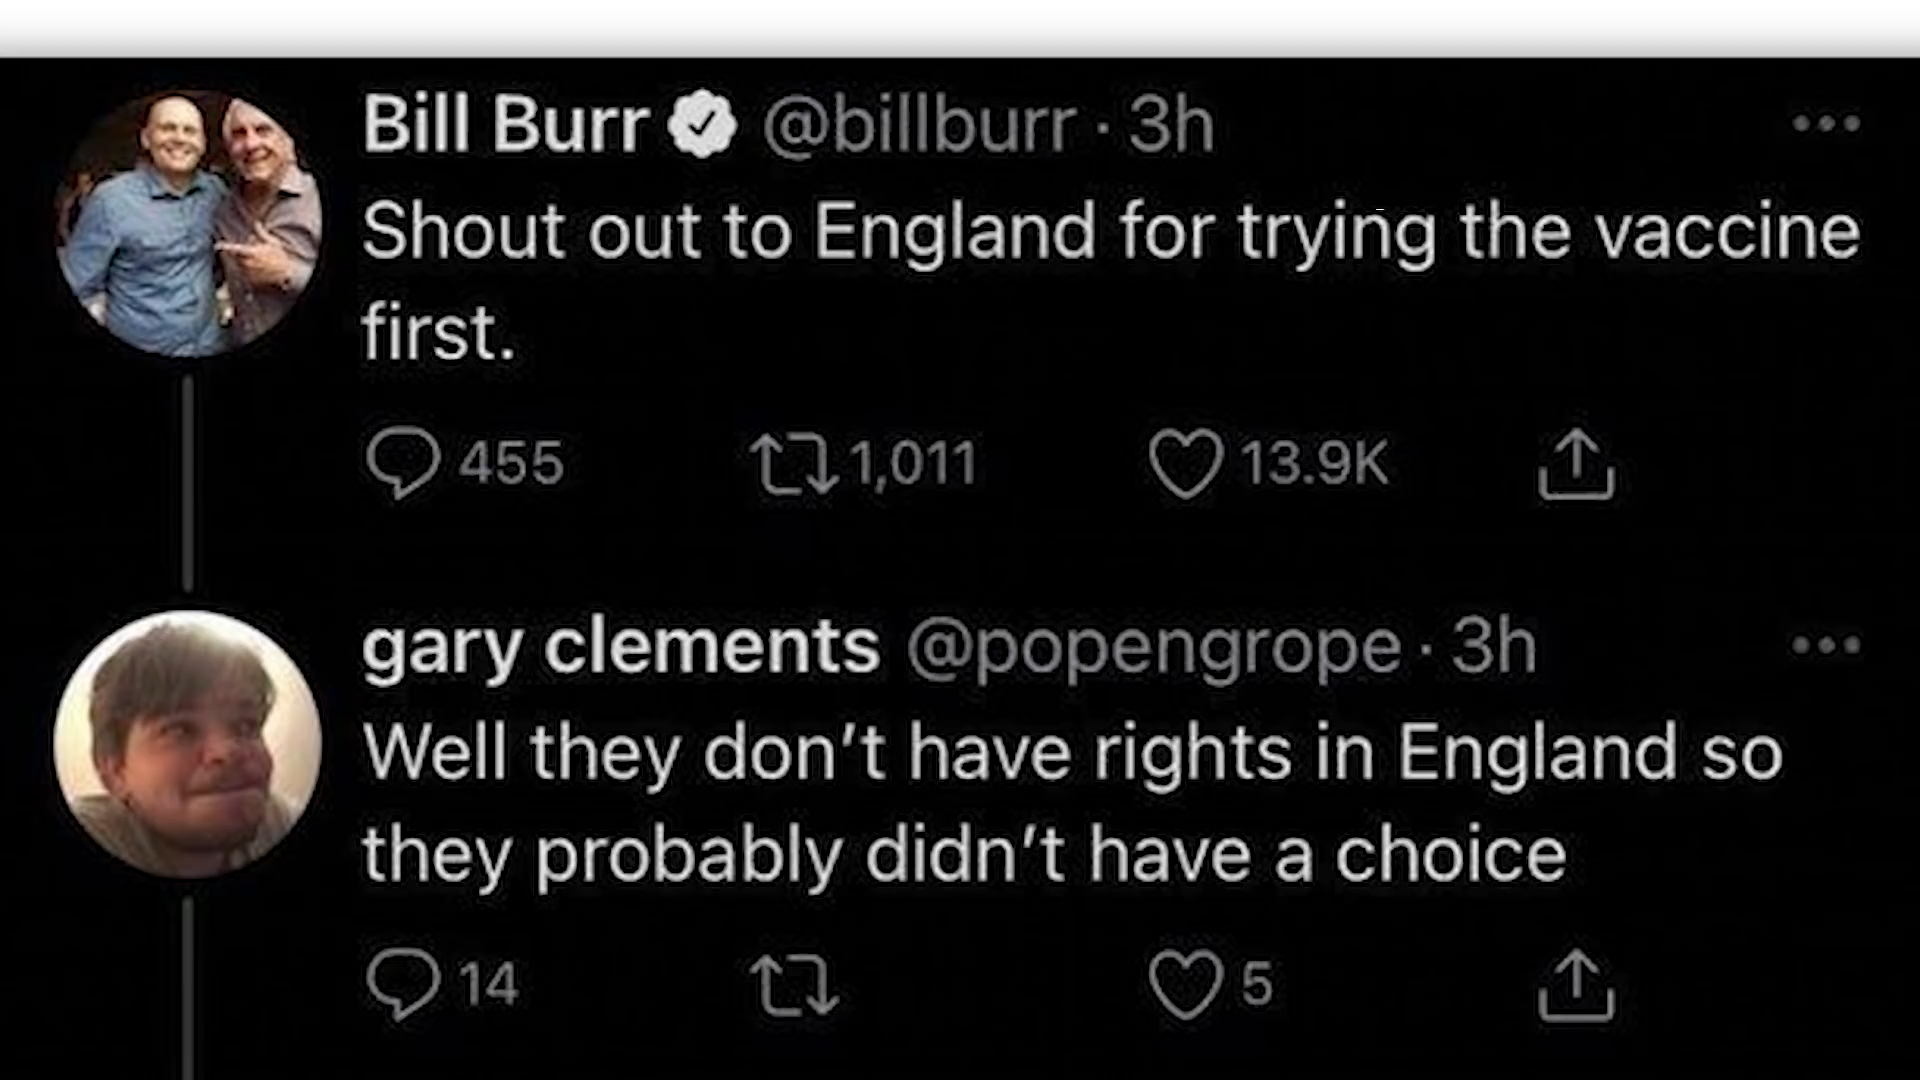 Bill Burr @billburr · 3h
Shout out to England for trying the vaccine
first.
455 1,011 13.9K
gary clements @popengrope · 3h
Well they don’t have rights in England so
they probably didn’t have a choice
14 5